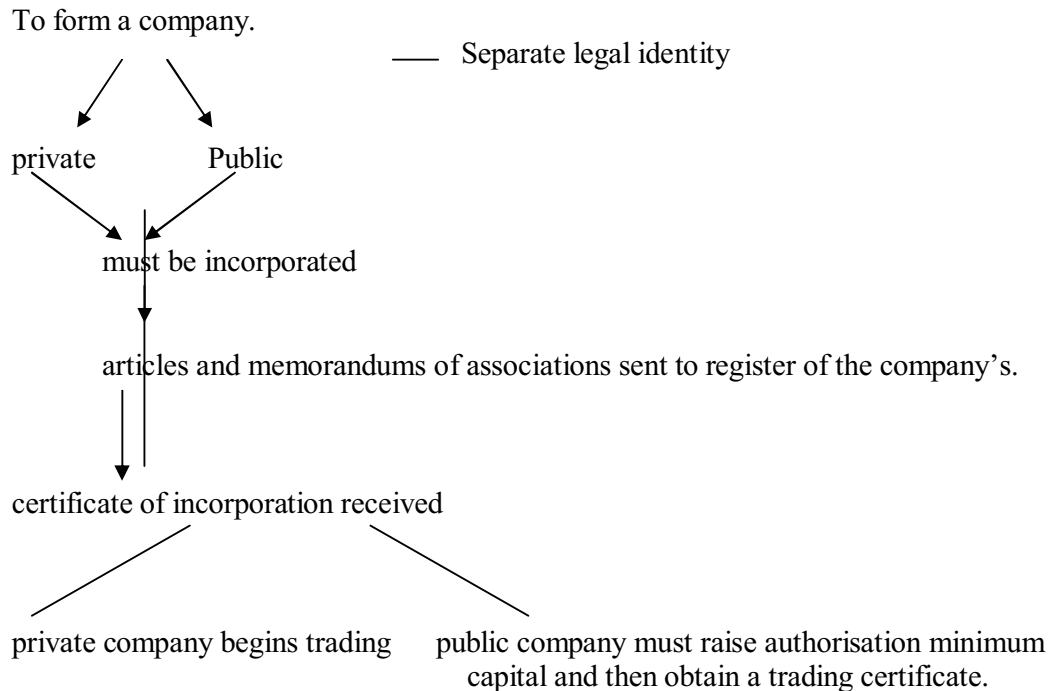 To form a company.
Separate legal identity
private Public
must be incorporated
articles and memorandums of associations sent to register of the company’s.
certificate of incorporation received
private company begins trading public company must raise authorisation minimum
capital and then obtain a trading certificate.